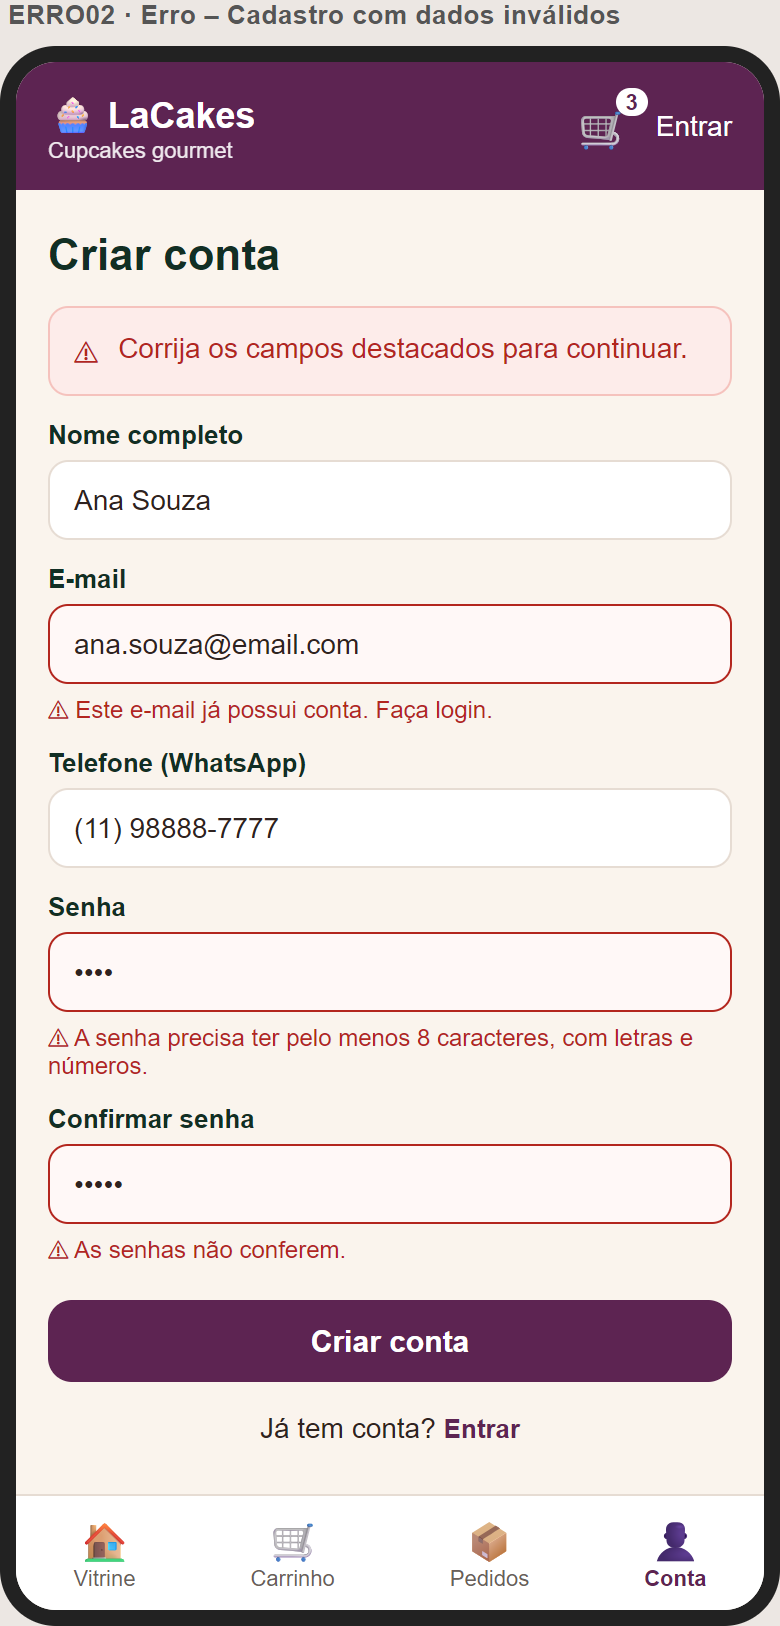 ERRO02 · Erro – Cadastro com dados inválidos
LaCakes
Cupcakes gourmet
3
Entrar
Criar conta
⚠ Corrija os campos destacados para continuar.
Nome completo
Ana Souza
E-mail
ana.souza@email.com
⚠ Este e-mail já possui conta. Faça login.
Telefone (WhatsApp)
(11) 98888-7777
Senha
••••
⚠ A senha precisa ter pelo menos 8 caracteres, com letras e
números.
Confirmar senha
•••••
⚠ As senhas não conferem.
Criar conta
Já tem conta? Entrar
Vitrine
Carrinho
Pedidos
Conta